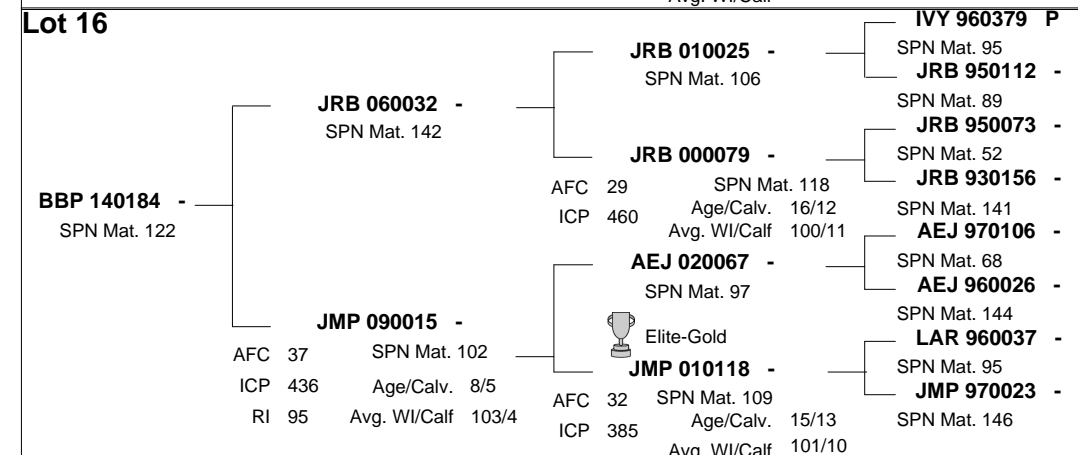 Lot 16
IVY 960379 P
JRB 010025 -
SPN Mat. 95
SPN Mat. 106
JRB 950112 -
JRB 060032 -
SPN Mat. 89
SPN Mat. 142
JRB 950073 -
JRB 000079 -
SPN Mat. 52
AFC 29 SPN Mat. 118
JRB 930156 -
BBP 140184 -
ICP 460 Age/Calv. 16/12
SPN Mat. 141
SPN Mat. 122
Avg. WI/Calf 100/11
AEJ 970106 -
AEJ 020067 -
SPN Mat. 68
SPN Mat. 97
AEJ 960026 -
JMP 090015 -
SPN Mat. 144
Elite-Gold
LAR 960037 -
AFC 37 SPN Mat. 102
JMP 010118 -
SPN Mat. 95
ICP 436 Age/Calv. 8/5
AFC 32 SPN Mat. 109
JMP 970023 -
RI 95 Avg. WI/Calf 103/4
ICP 385 Age/Calv. 15/13
SPN Mat. 146
Avg. WI/Calf 101/10